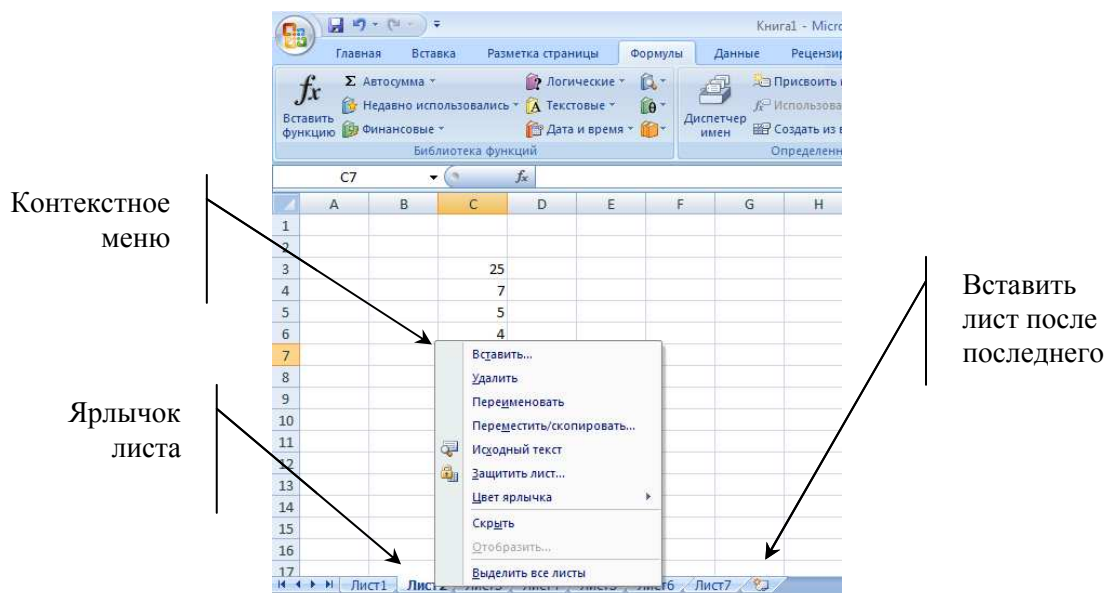 Книга1 - Micro
Главная Вставка Разметка страницы Формулы Данные Рецензир
fx Σ Автосумма Логические Присвоить
Недавно использовались Текстовые Использова
Вставить функцию Финансовые Дата и время Диспетчер имен Создать из
Библиотека функций Определенн
C7 fx
A B C D E F G H
1
2
3 25
4 7
5 5
6 4
7
8
9
10
11
12
13
14
15
16
17
Контекстное
меню
Вставить...
Удалить
Переименовать
Переместить/скопировать...
Исходный текст
Защитить лист...
Цвет ярлычка
Скрыть
Отобразить...
Выделить все листы
Ярлычок
листа
Вставить
лист после
последнего
Лист1 Лист2 Лист3 Лист4 Лист5 Лист6 Лист7